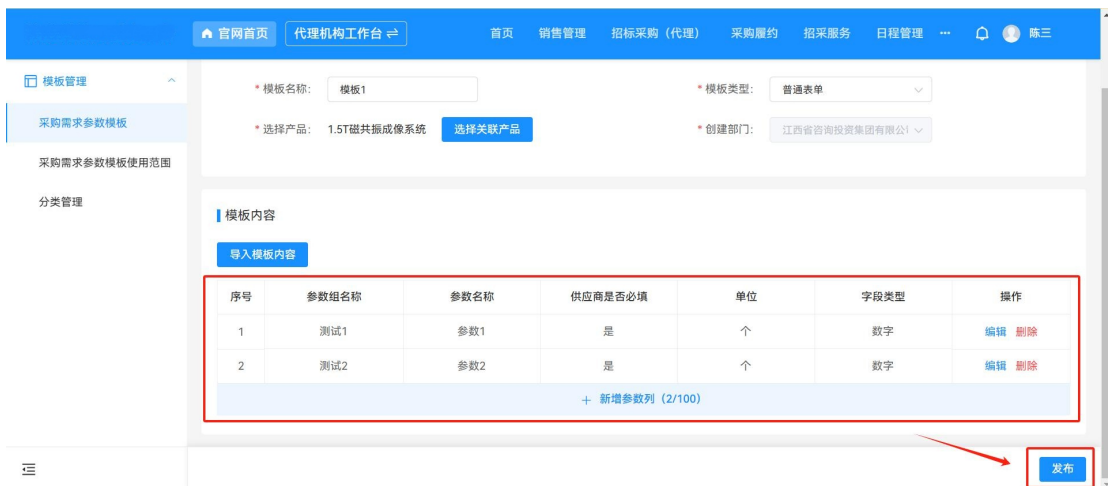 官网首页 代理机构工作台 首页 销售管理 招标采购（代理） 采购履约 招采服务 日程管理 ··· 陈三
模板管理
采购需求参数模板
采购需求参数模板使用范围
分类管理
* 模板名称： 模板1 * 模板类型： 普通表单
* 选择产品： 1.5T磁共振成像系统 选择关联产品 * 创建部门： 江西省咨询投资集团有限公
模板内容
导入模板内容
序号 参数组名称 参数名称 供应商是否必填 单位 字段类型 操作
1 测试1 参数1 是 个 数字 编辑 删除
2 测试2 参数2 是 个 数字 编辑 删除
+ 新增参数列（2/100）
发布